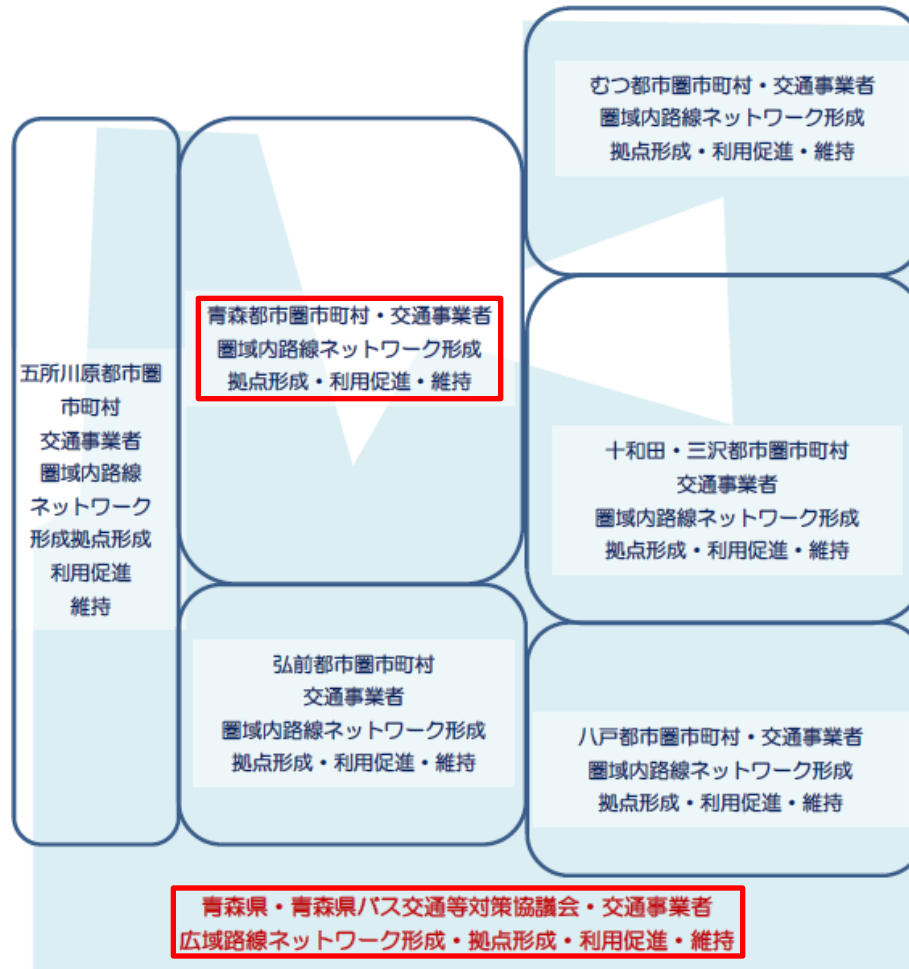 むつ都市圏市町村・交通事業者
圏域内路線ネットワーク形成
拠点形成・利用促進・維持
青森都市圏市町村・交通事業者
圏域内路線ネットワーク形成
拠点形成・利用促進・維持
五所川原都市圏
市町村
交通事業者
圏域内路線
ネットワーク
形成拠点形成
利用促進
維持
十和田・三沢都市圏市町村
交通事業者
圏域内路線ネットワーク形成
拠点形成・利用促進・維持
弘前都市圏市町村
交通事業者
圏域内路線ネットワーク形成
拠点形成・利用促進・維持
八戸都市圏市町村・交通事業者
圏域内路線ネットワーク形成
拠点形成・利用促進・維持
青森県・青森県バス交通等対策協議会・交通事業者
広域路線ネットワーク形成・拠点形成・利用促進・維持